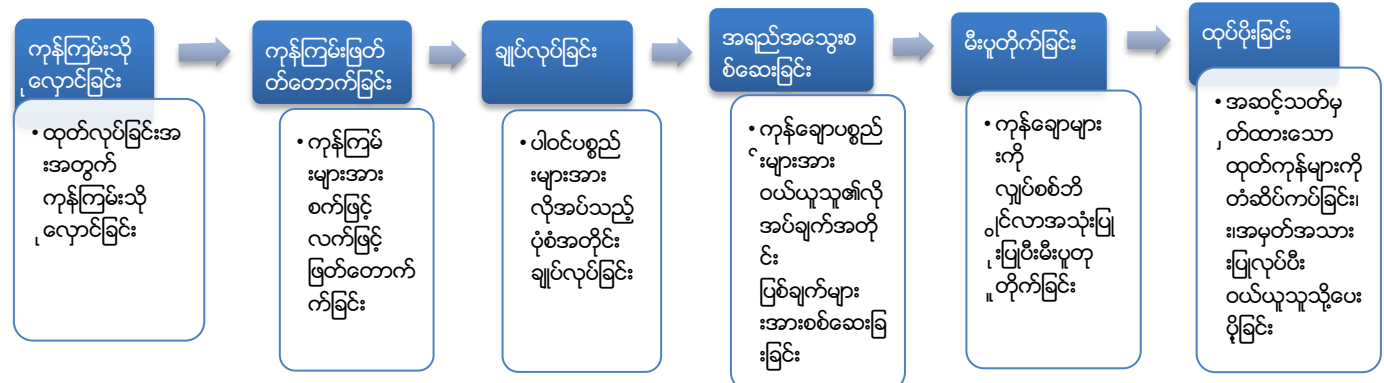 ကုန်ကြမ်းသို
ုလှောင်ခြင်း
• ထုတ်လုပ်ခြင်းအ
းအတွက်
ကုန်ကြမ်းသို
ုလှောင်ခြင်း
ကုန်ကြမ်းဖြတ်
တ်တောက်ခြင်း
• ကုန်ကြမ်
းများအား
စက်ဖြင့်
လက်ဖြင့်
ဖြတ်တောက်
က်ခြင်း
ချုပ်လုပ်ခြင်း
• ပါဝင်ပစ္စည်
းများအား
လိုအပ်သည့်
ပုံစံအတိုင်း
ချုပ်လုပ်ခြင်း
အရည်အသွေးစ
စ်ဆေးခြင်း
• ကုန်ချောပစ္စည်
်းများအား
ဝယ်ယူသူ၏လို
အပ်ချက်အတို
င်း
ပြစ်ချက်များ
းအားစစ်ဆေးခြ
းခြင်း
မီးပူတိုက်ခြင်း
• ကုန်ချောများ
းကို
လျှပ်စစ်ဘိ
ွိုင်လာအသုံးပြု
ုးပြုပြီးမီးပူတု
ူတိုက်ခြင်း
ထုပ်ပိုးခြင်း
• အဆင့်သတ်မှ
ှတ်ထားသော
ထုတ်ကုန်များကို
တံဆိပ်ကပ်ခြင်း၊
း၊အမှတ်အသား
းပြုလုပ်ပြီး
ဝယ်ယူသူသို့ပေး
ပို့ခြင်း